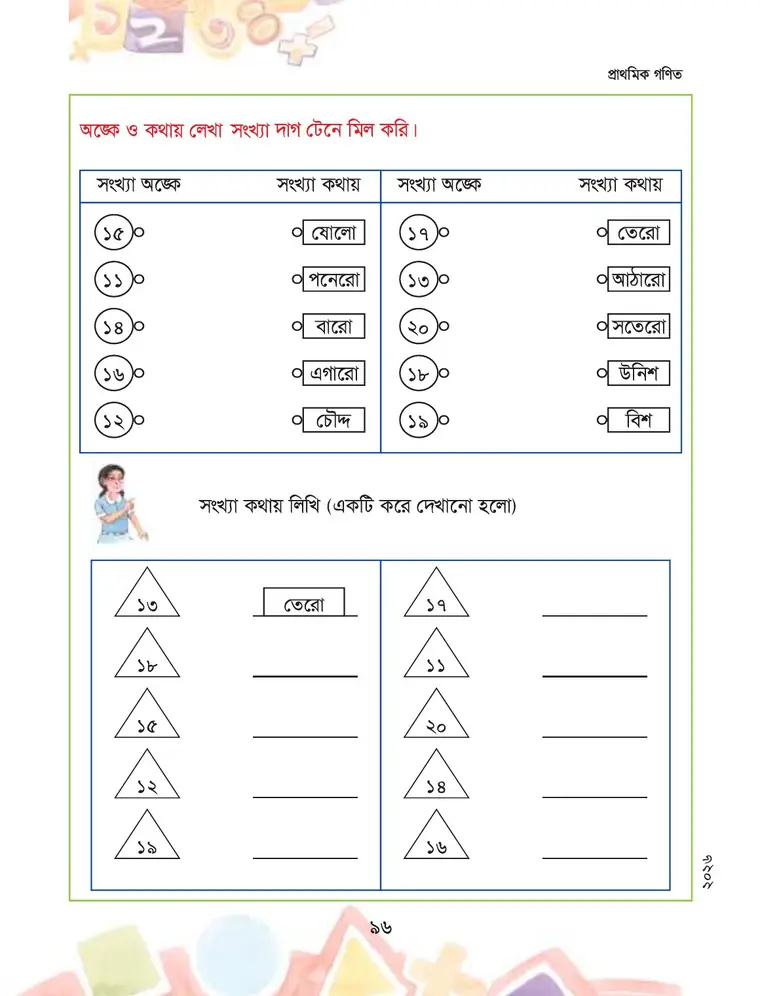 প্রাথমিক গণিত
অঙ্কে ও কথায় লেখা সংখ্যা দাগ টেনে মিল করি।
সংখ্যা অঙ্কে সংখ্যা কথায় সংখ্যা অঙ্কে সংখ্যা কথায়
১৫ ষোলো ১৭ তেরো
১১ পনেরো ১৩ আঠারো
১৪ বারো ২০ সতেরো
১৬ এগারো ১৮ উনিশ
১২ চৌদ্দ ১৯ বিশ
সংখ্যা কথায় লিখি (একটি করে দেখানো হলো)
১৩ তেরো ১৭
১৮ ১১
১৫ ২০
১২ ১৪
১৯ ১৬
২০২৬
৯৬